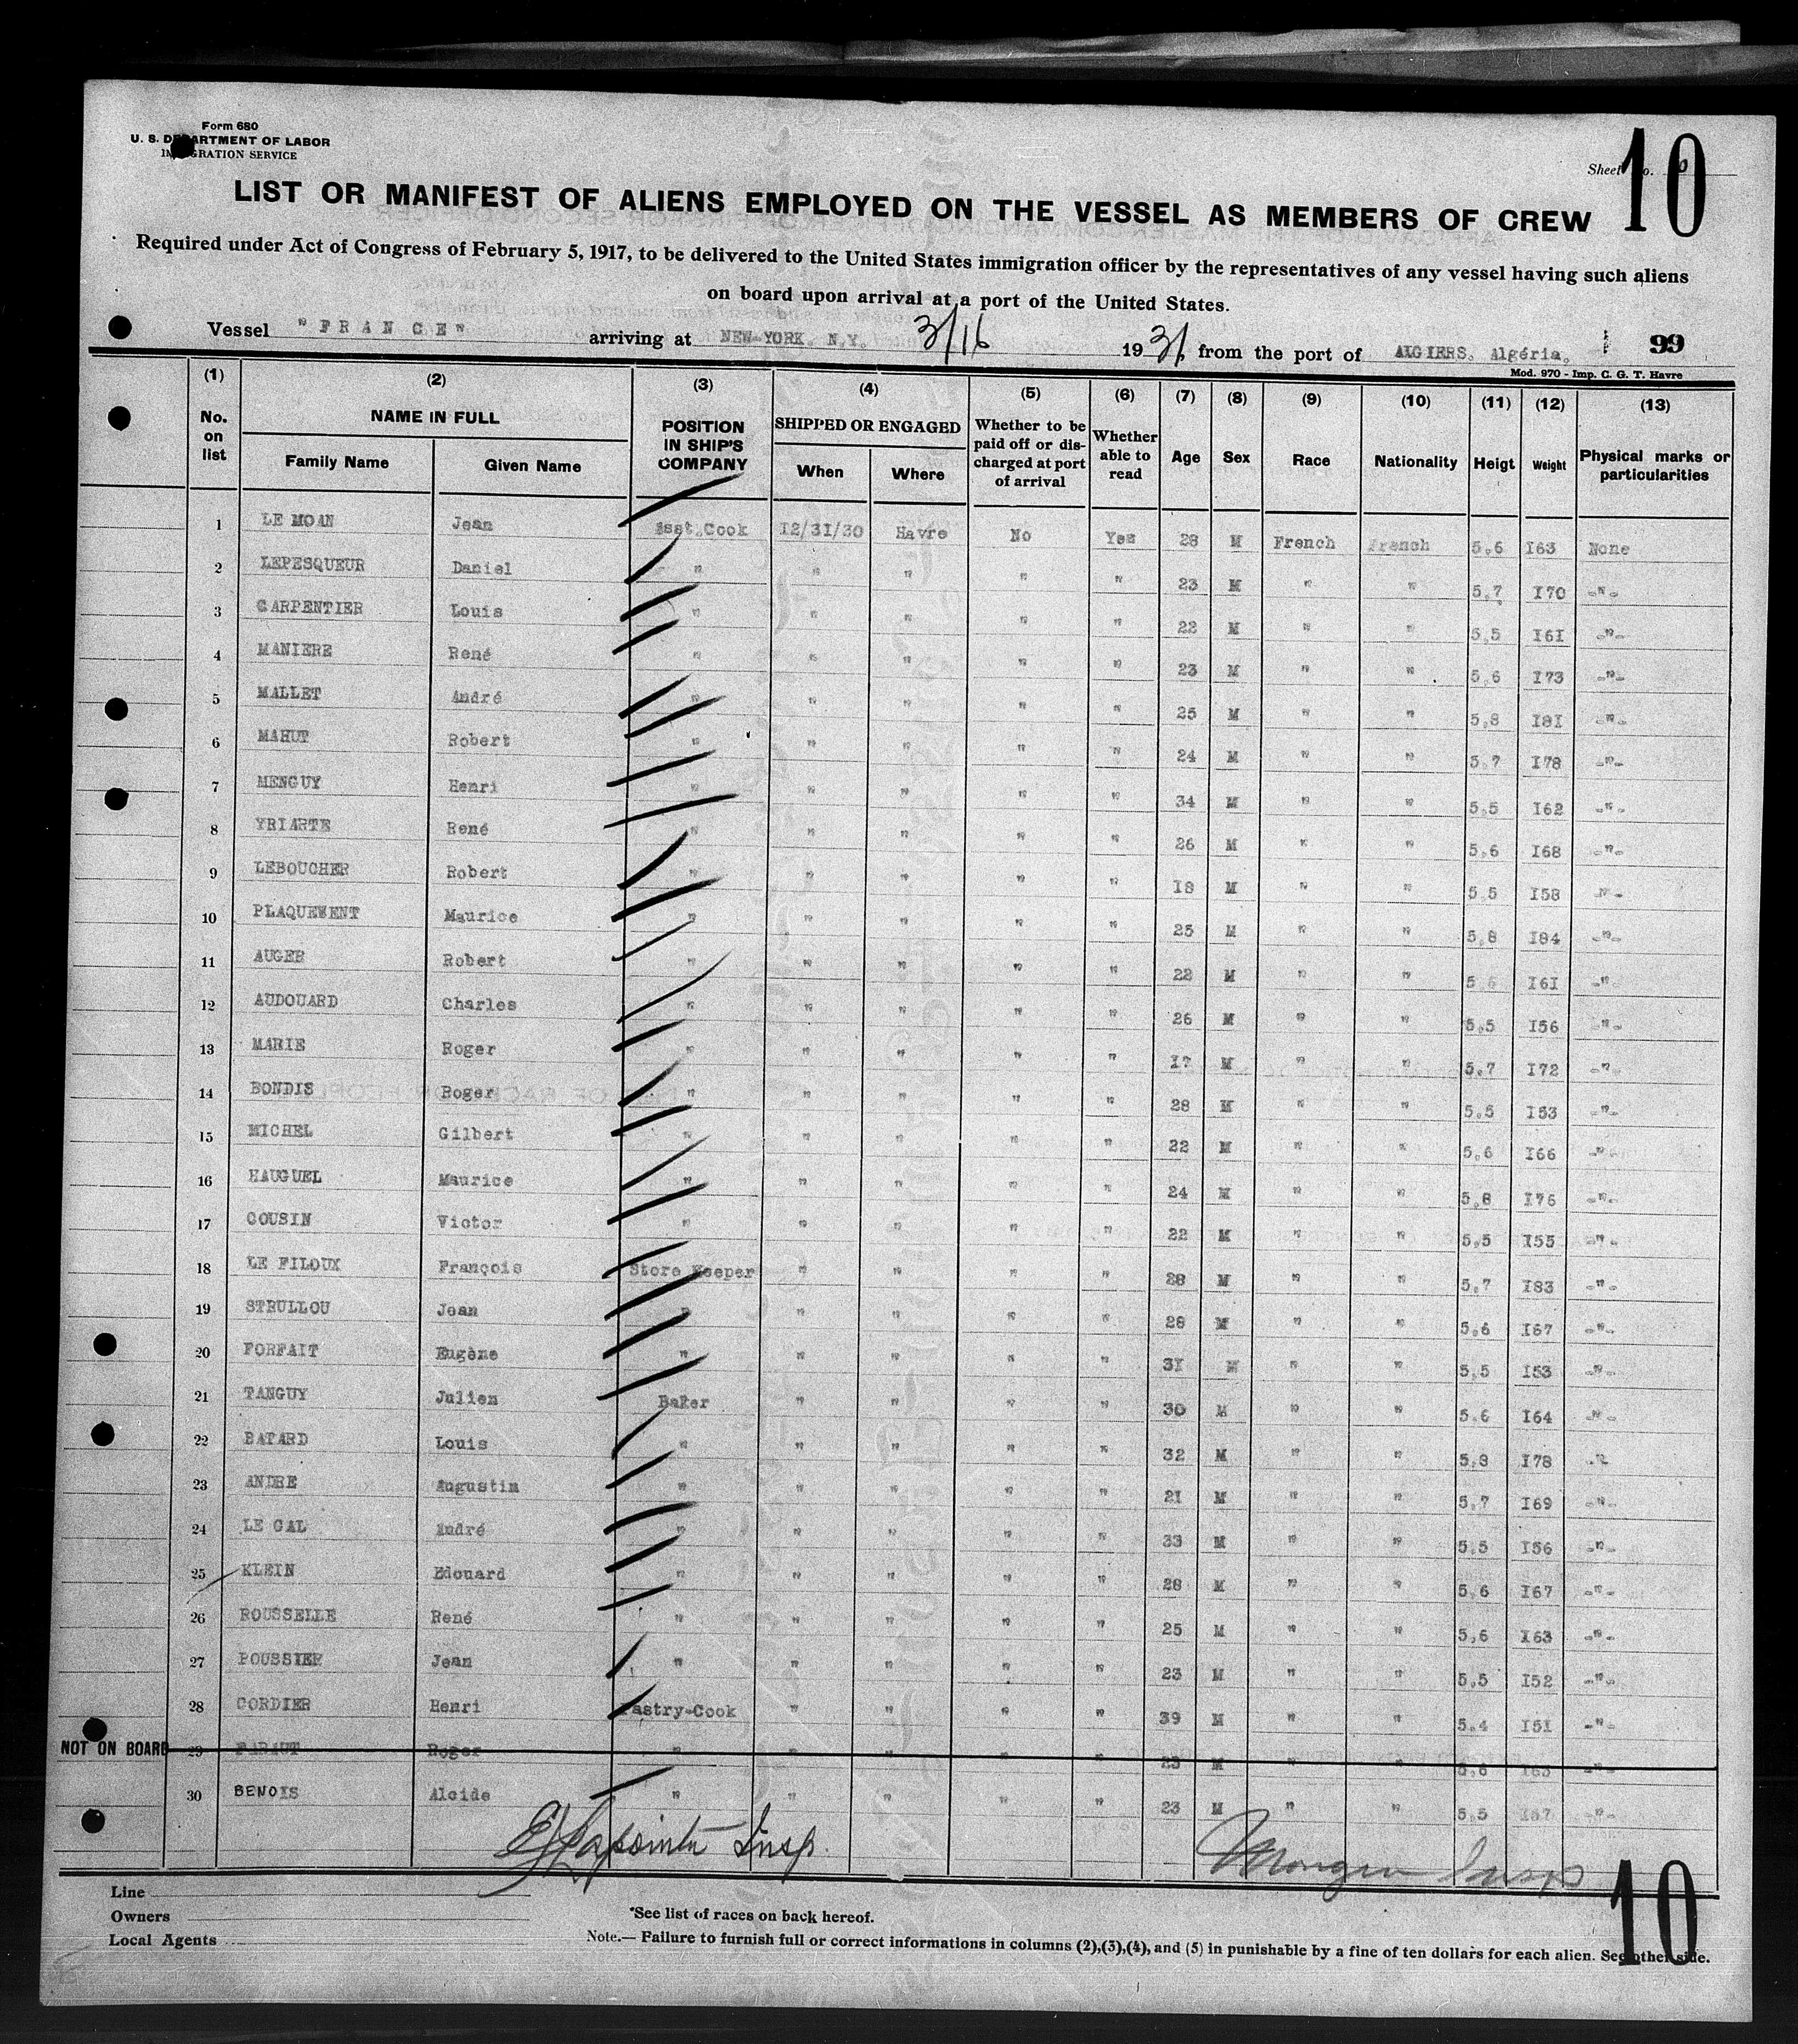 Form 680
U. S. DEPARTMENT OF LABOR
IMMIGRATION SERVICE
Sheet No.
10
LIST OR MANIFEST OF ALIENS EMPLOYED ON THE VESSEL AS MEMBERS OF CREW
Required under Act of Congress of February 5, 1917, to be delivered to the United States immigration officer by the representatives of any vessel having such aliens
on board upon arrival at a port of the United States.
Vessel "FRANCE" arriving at NEW-YORK. N.Y. 3/16 1931, from the port of ALGIERS. Algéria. 99
Mod. 970 - Imp. C. G. T. Havre
(1) (2) (3) (4) (5) (6) (7) (8) (9) (10) (11) (12) (13)
No. on list NAME IN FULL Family Name Given Name POSITION IN SHIP'S COMPANY SHIPPED OR ENGAGED When Where Whether to be paid off or discharged at port of arrival Whether able to read Age Sex Race Nationality Heigt Weight Physical marks or particularities
1 LE MOAN Jean Asst.Cook 12/31/30 Havre No Yes 28 M French French 5.6 163 None
2 LEPESQUEUR Daniel " " " " " 23 M " " 5.7 170 -"-
3 CARPENTIER Louis " " " " " 22 M " " 5.5 161 -"-
4 MANIERE René " " " " " 23 M " " 5.6 173 -"-
5 MALLET André " " " " " 25 M " " 5.8 181 -"-
6 MAHUT Robert " " " " " 24 M " " 5.7 178 -"-
7 MENGUY Henri " " " " " 34 M " " 5.5 162 -"-
8 YRIARTE René " " " " " 26 M " " 5.6 168 -"-
9 LEBOUCHER Robert " " " " " 18 M " " 5.5 158 -"-
10 PLAQUEVENT Maurice " " " " " 25 M " " 5.8 184 -"-
11 AUGER Robert " " " " " 22 M " " 5.6 161 -"-
12 AUDOUARD Charles " " " " " 26 M " " 5.5 156 -"-
13 MARIE Roger " " " " " 17 M " " 5.7 172 -"-
14 BONDIS Roger " " " " " 28 M " " 5.5 153 -"-
15 MICHEL Gilbert " " " " " 22 M " " 5.6 166 -"-
16 HAUGUEL Maurice " " " " " 24 M " " 5.8 176 -"-
17 COUSIN Victor " " " " " 22 M " " 5.5 155 -"-
18 LE FILOUX François Store Keeper " " " " 28 M " " 5.7 183 -"-
19 STRULLOU Jean " " " " " 28 M " " 5.6 167 -"-
20 FORFAIT Eugène " " " " " 31 M " " 5.5 153 -"-
21 TANGUY Julien Baker " " " " 30 M " " 5.6 164 -"-
22 BATARD Louis " " " " " 32 M " " 5.8 178 -"-
23 ANDRE Augustin " " " " " 21 M " " 5.7 169 -"-
24 LE GAL André " " " " " 33 M " " 5.5 156 -"-
25 KLEIN Edouard " " " " " 28 M " " 5.6 167 -"-
26 ROUSSELLE René " " " " " 25 M " " 5.6 163 -"-
27 ROUSSIER Jean " " " " " 23 M " " 5.5 152 -"-
28 CORDIER Henri Pastry-Cook " " " " 39 M " " 5.4 151 -"-
NOT ON BOARD 29 Roger " " " " " M " " -"-
30 BENOIS Alcide " " " " " 23 M " " 5.5 157 -"-
Lapointe Insp. Insp
Line
Owners
Local Agents
*See list of races on back hereof.
Note.— Failure to furnish full or correct informations in columns (2),(3),(4), and (5) in punishable by a fine of ten dollars for each alien. See other side.
10